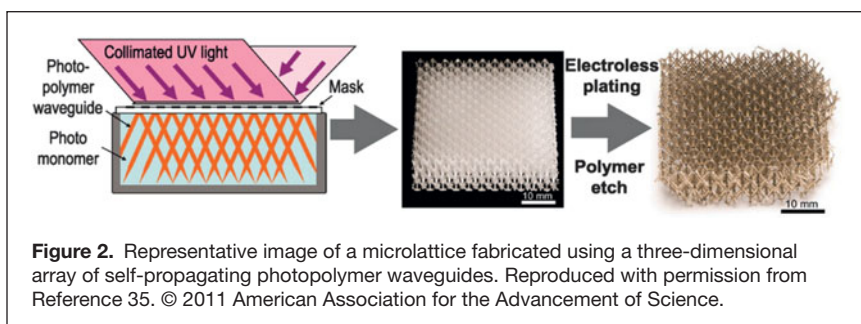 Collimated UV light
Photo-
polymer
waveguide
Photo
monomer
Mask
10 mm
Electroless
plating
Polymer
etch
10 mm
Figure 2. Representative image of a microlattice fabricated using a three-dimensional
array of self-propagating photopolymer waveguides. Reproduced with permission from
Reference 35. © 2011 American Association for the Advancement of Science.